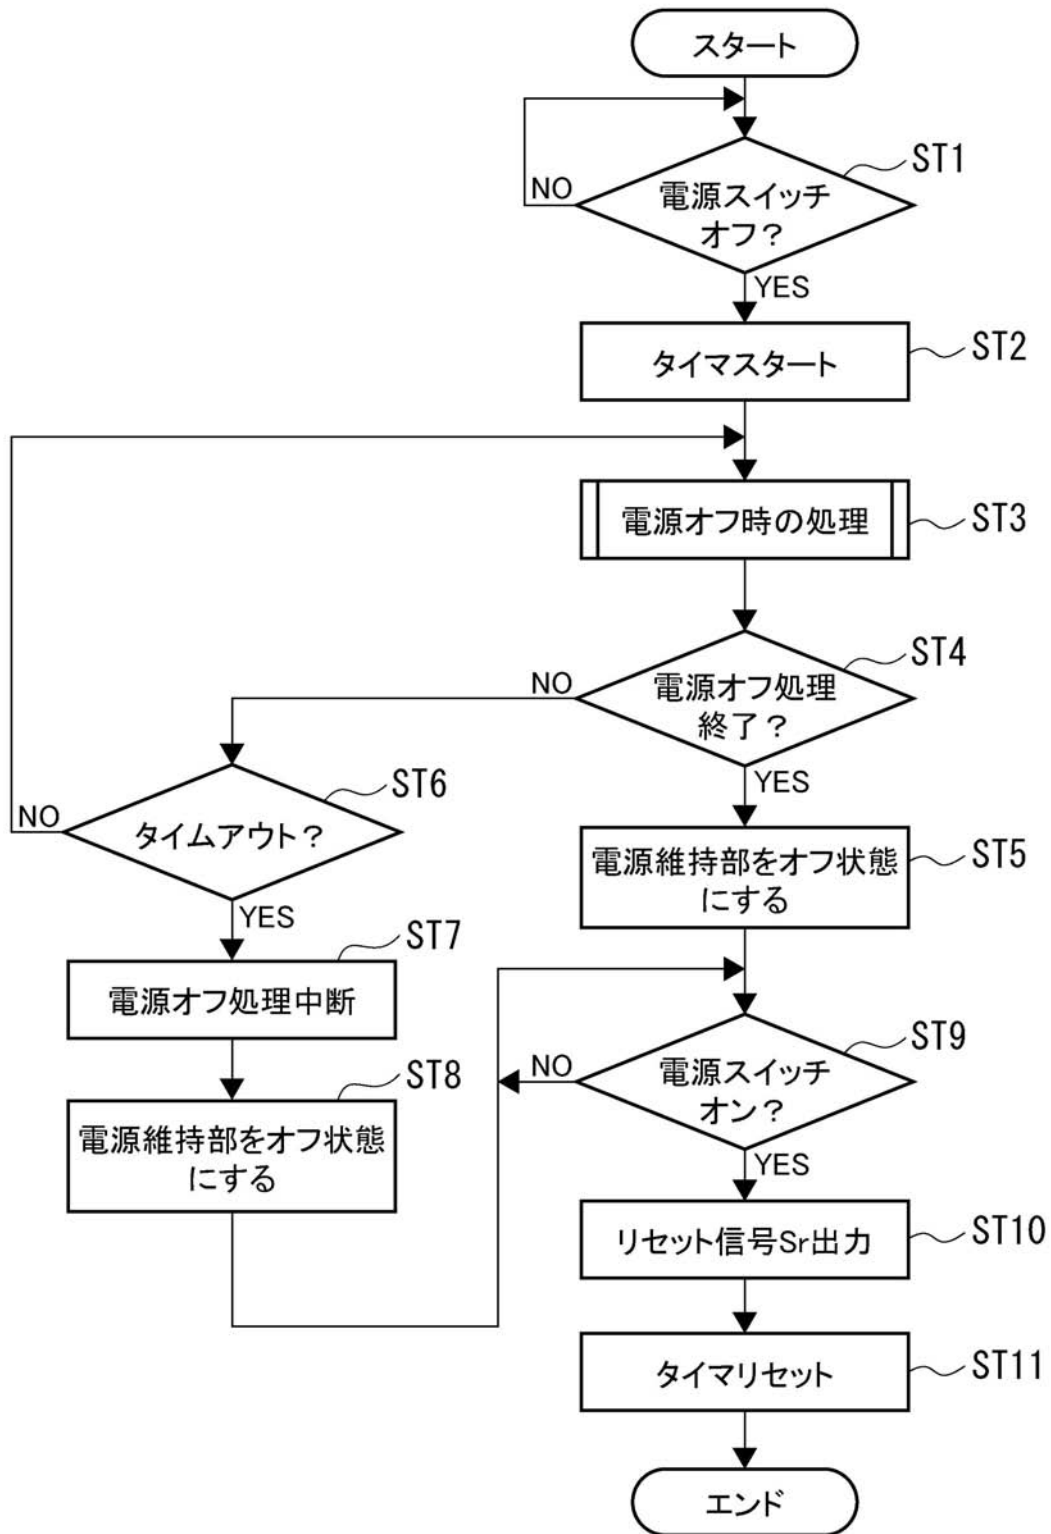 スタート
ST1
電源スイッチ
オフ？
NO
YES
タイマスタート
ST2
電源オフ時の処理
ST3
ST4
電源オフ処理
終了？
NO
YES
ST6
タイムアウト？
NO
YES
電源維持部をオフ状態
にする
ST5
ST7
電源オフ処理中断
ST8
電源維持部をオフ状態
にする
ST9
電源スイッチ
オン？
NO
YES
リセット信号Sr出力
ST10
タイマリセット
ST11
エンド